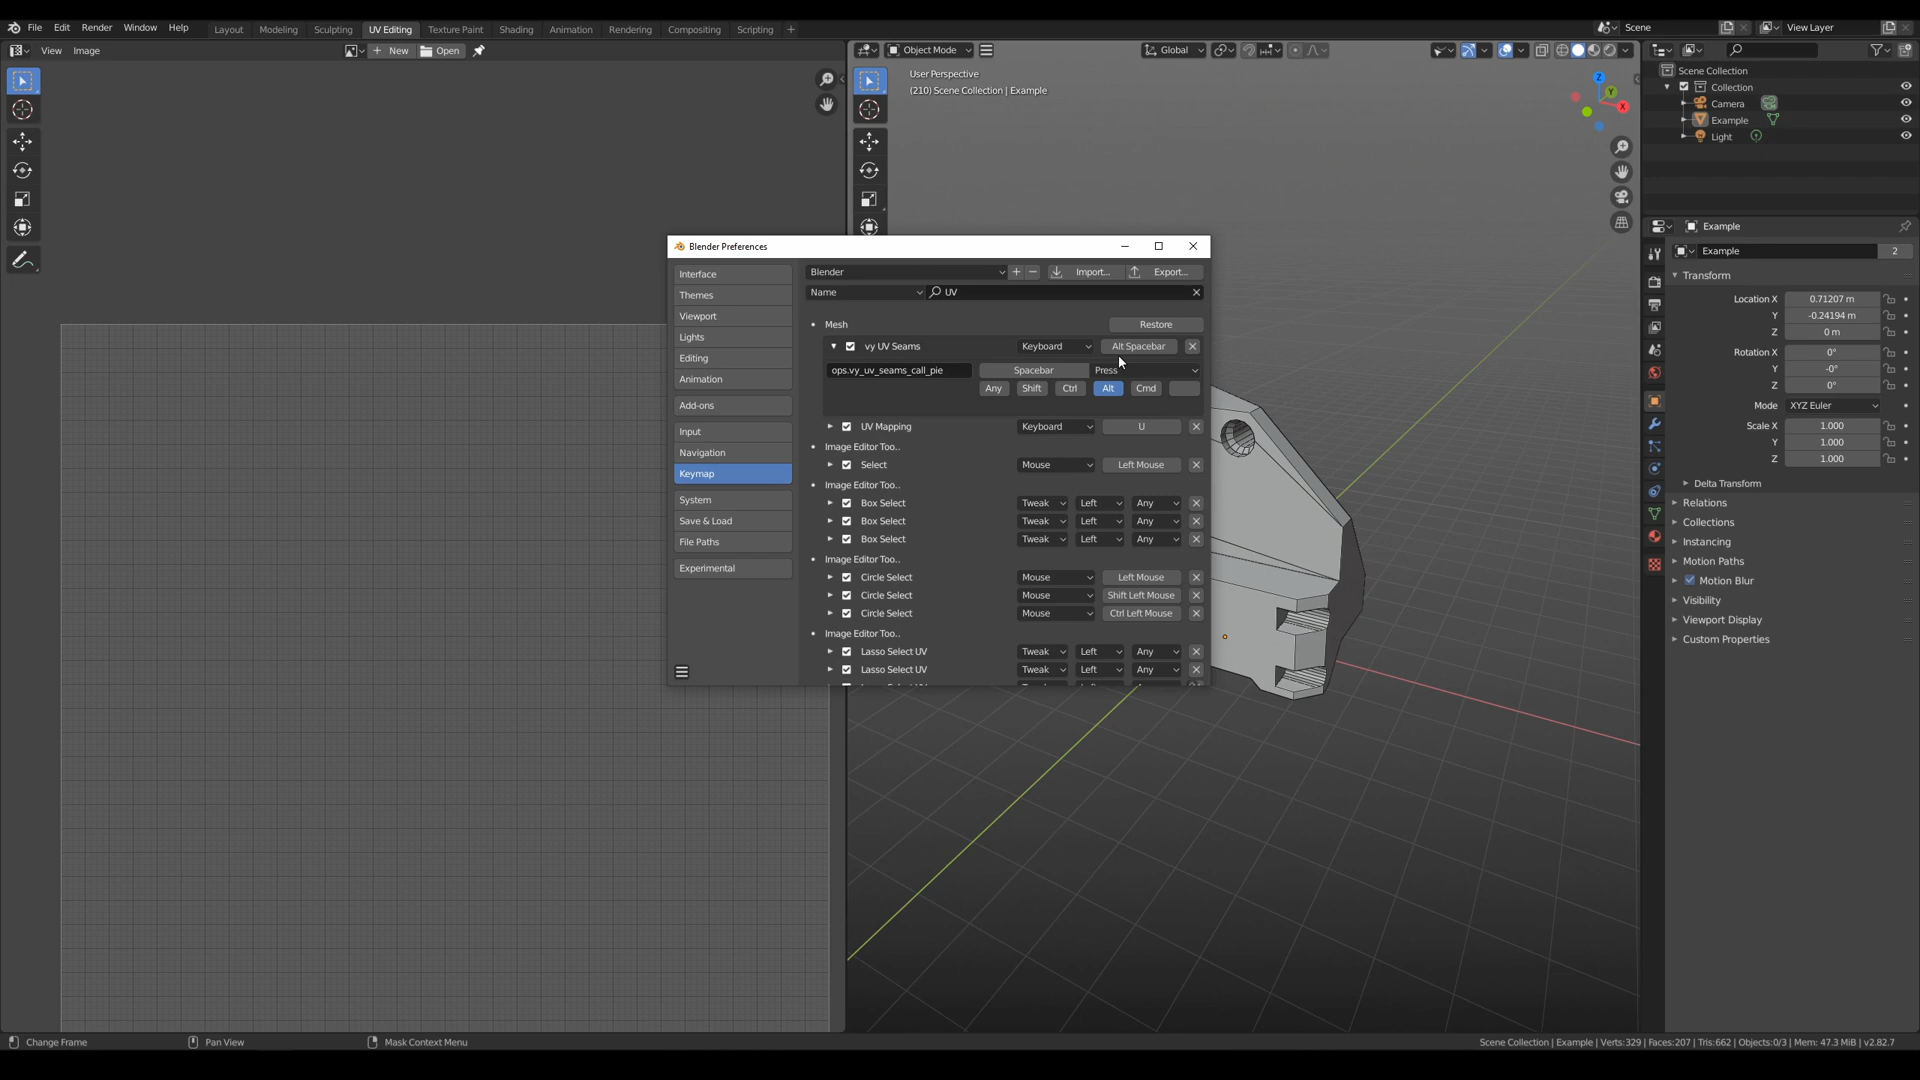 File Edit Render Window Help Layout Modeling Sculpting UV Editing Texture Paint Shading Animation Rendering Compositing Scripting + Scene View Layer
View Image New Open Object Mode Global
User Perspective
(210) Scene Collection | Example
Z
Y
X
Scene Collection
Collection
Camera
Example
Light
Example
Example 2
Transform
Location X 0.71207 m
Y -0.24194 m
Z 0 m
Rotation X 0°
Y -0°
Z 0°
Mode XYZ Euler
Scale X 1.000
Y 1.000
Z 1.000
Delta Transform
Relations
Collections
Instancing
Motion Paths
Motion Blur
Visibility
Viewport Display
Custom Properties
Blender Preferences
Interface
Themes
Viewport
Lights
Editing
Animation
Add-ons
Input
Navigation
Keymap
System
Save & Load
File Paths
Experimental
Blender Import... Export...
Name UV
Mesh Restore
vy UV Seams Keyboard Alt Spacebar
ops.vy_uv_seams_call_pie Spacebar Press
Any Shift Ctrl Alt Cmd
UV Mapping Keyboard U
Image Editor Too..
Select Mouse Left Mouse
Image Editor Too..
Box Select Tweak Left Any
Box Select Tweak Left Any
Box Select Tweak Left Any
Image Editor Too..
Circle Select Mouse Left Mouse
Circle Select Mouse Shift Left Mouse
Circle Select Mouse Ctrl Left Mouse
Image Editor Too..
Lasso Select UV Tweak Left Any
Lasso Select UV Tweak Left Any
Change Frame Pan View Mask Context Menu Scene Collection | Example | Verts:329 | Faces:207 | Tris:662 | Objects:0/3 | Mem: 47.3 MiB | v2.82.7